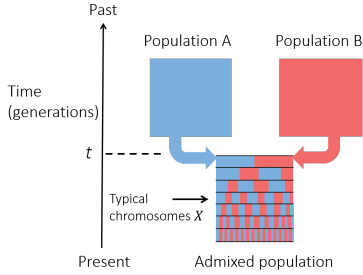 Past
Population A
Population B
Time
(generations)
t
Typical
chromosomes X
Present
Admixed population